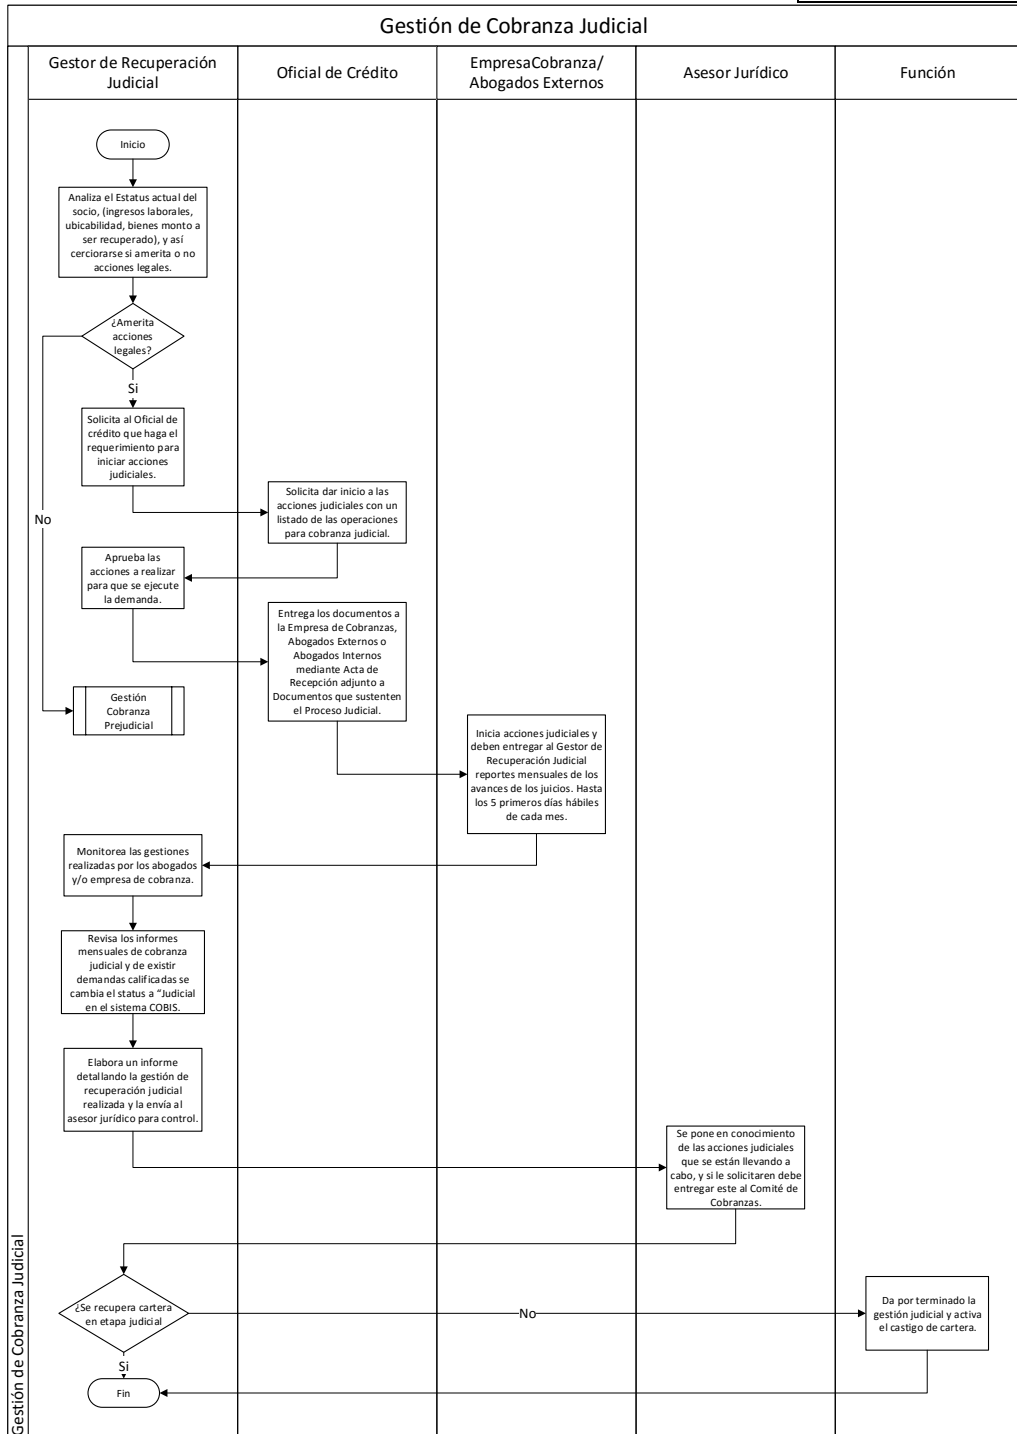 Gestión de Cobranza Judicial
Gestor de Recuperación
Judicial
Oficial de Crédito
EmpresaCobranza/
Abogados Externos
Asesor Jurídico
Función
Inicio
Analiza el Estatus actual del
socio, (ingresos laborales,
ubicabilidad, bienes monto a
ser recuperado), y así
cerciorarse si amerita o no
acciones legales.
¿Amerita
acciones
legales?
Si
Solicita al Oficial de
crédito que haga el
requerimiento para
iniciar acciones
judiciales.
Solicita dar inicio a las
acciones judiciales con un
listado de las operaciones
para cobranza judicial.
No
Aprueba las
acciones a realizar
para que se ejecute
la demanda.
Entrega los documentos a
la Empresa de Cobranzas,
Abogados Externos o
Abogados Internos
mediante Acta de
Recepción adjunto a
Documentos que sustenten
el Proceso Judicial.
Gestión
Cobranza
Prejudicial
Inicia acciones judiciales y
deben entregar al Gestor de
Recuperación Judicial
reportes mensuales de los
avances de los juicios. Hasta
los 5 primeros días hábiles
de cada mes.
Monitorea las gestiones
realizadas por los abogados
y/o empresa de cobranza.
Revisa los informes
mensuales de cobranza
judicial y de existir
demandas calificadas se
cambia el status a “Judicial
en el sistema COBIS.
Elabora un informe
detallando la gestión de
recuperación judicial
realizada y la envía al
asesor jurídico para control.
Se pone en conocimiento
de las acciones judiciales
que se están llevando a
cabo, y si le solicitaren debe
entregar este al Comité de
Cobranzas.
¿Se recupera cartera
en etapa judicial
No
Da por terminado la
gestión judicial y activa
el castigo de cartera.
Si
Fin
Gestión de Cobranza Judicial